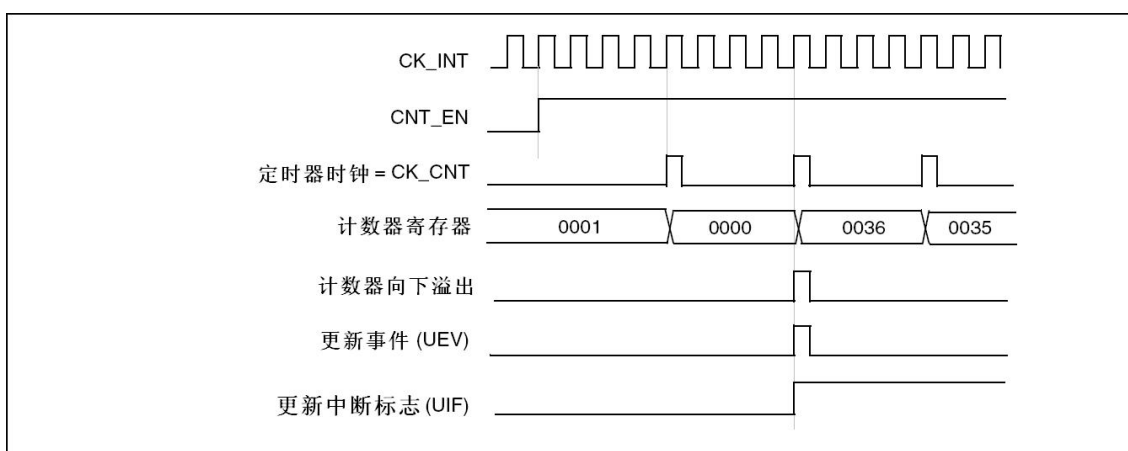 CK_INT
CNT_EN
定时器时钟 = CK_CNT
计数器寄存器 0001 0000 0036 0035
计数器向下溢出
更新事件 (UEV)
更新中断标志 (UIF)